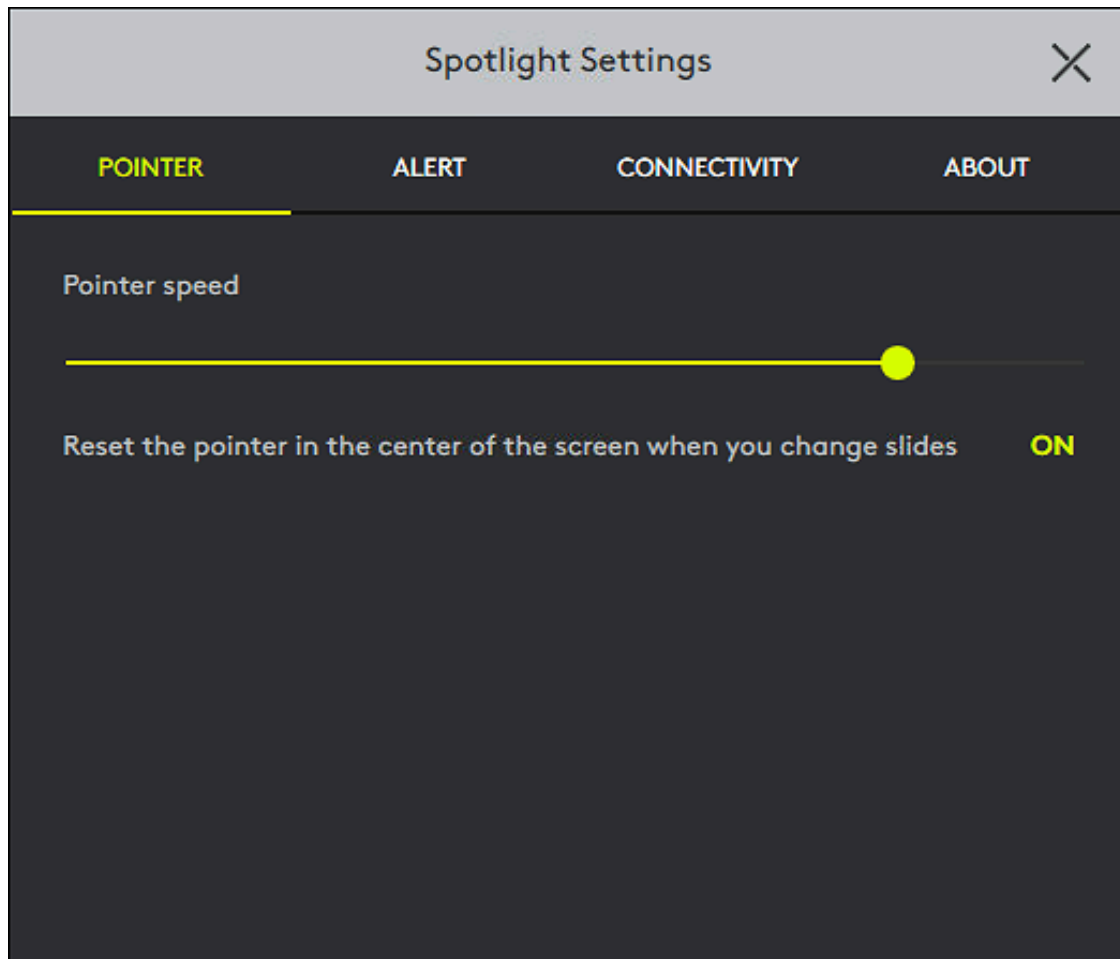 Spotlight Settings
POINTER ALERT CONNECTIVITY ABOUT
Pointer speed
Reset the pointer in the center of the screen when you change slides ON